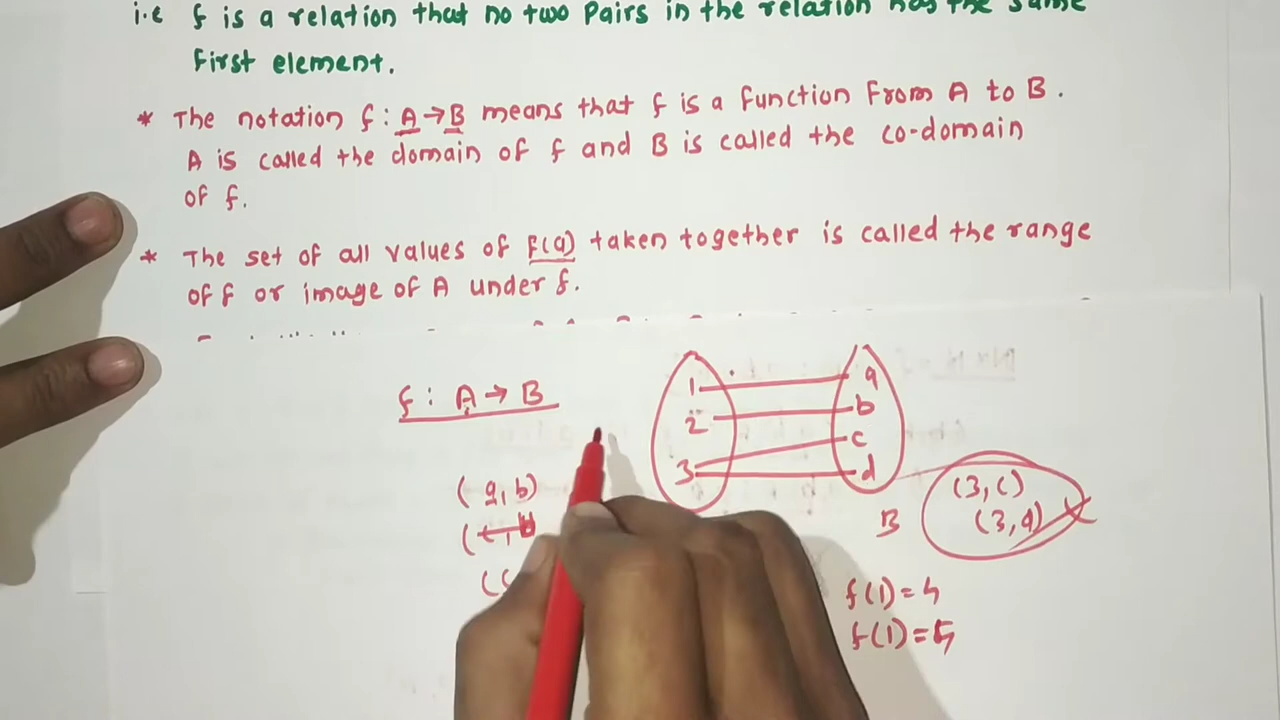 i.e f is a relation that no two pairs in the relation has the same
first element.
* The notation f : A → B means that f is a function from A to B.
A is called the domain of f and B is called the co-domain
of f.
* The set of all values of f(a) taken together is called the range
of f or image of A under f.
f : A → B
1
2
3
a
b
c
d
B
(3, c)
(3, d)
(a, b)
f(1) = 4
f(1) = 5